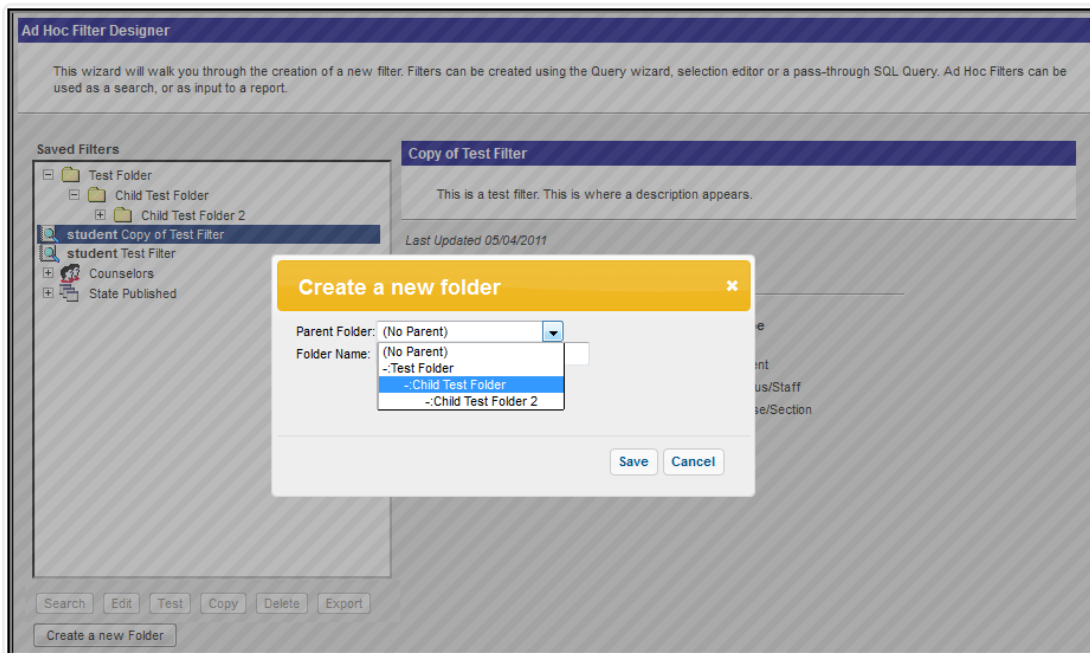 Ad Hoc Filter Designer
This wizard will walk you through the creation of a new filter. Filters can be created using the Query wizard, selection editor or a pass-through SQL Query. Ad Hoc Filters can be
used as a search, or as input to a report.
Saved Filters
Test Folder
Child Test Folder
Child Test Folder 2
student Copy of Test Filter
student Test Filter
Counselors
State Published
Copy of Test Filter
This is a test filter. This is where a description appears.
Last Updated 05/04/2011
Create a new folder
Parent Folder: (No Parent)
Folder Name:
(No Parent)
-:Test Folder
-:Child Test Folder
-:Child Test Folder 2
Save Cancel
Search Edit Test Copy Delete Export
Create a new Folder